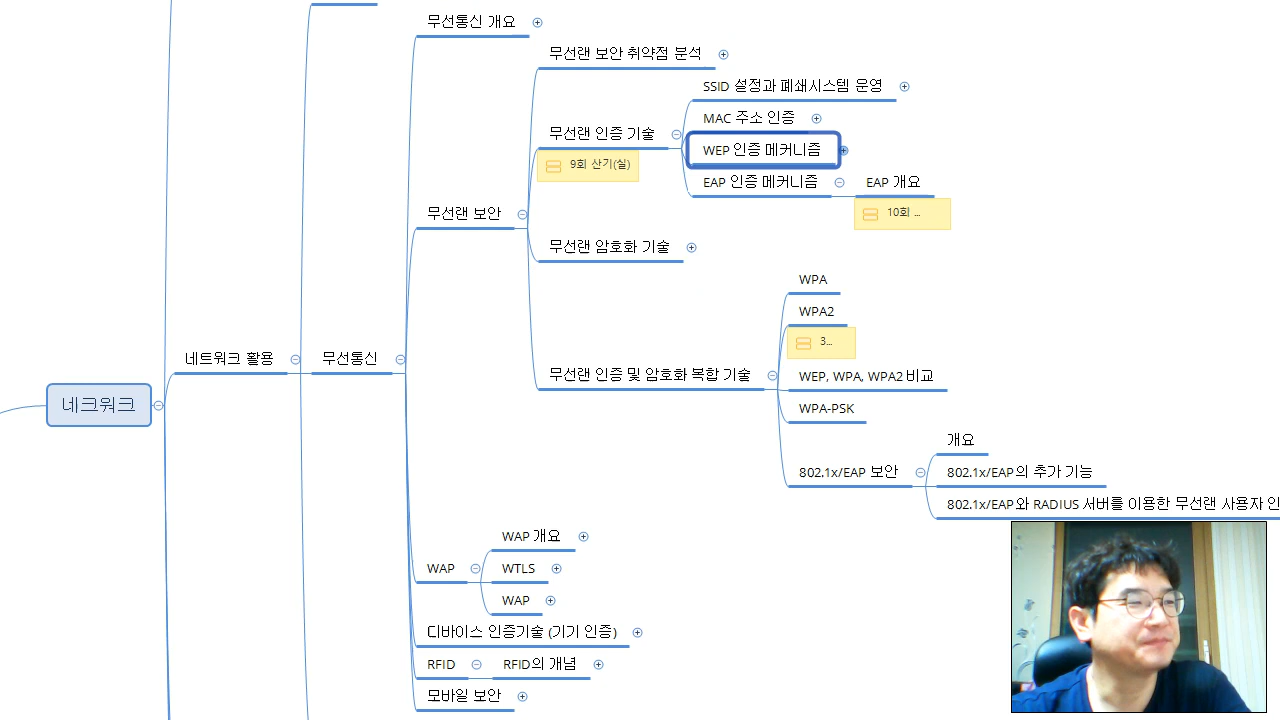 무선통신 개요
무선랜 보안 취약점 분석
SSID 설정과 폐쇄시스템 운영
MAC 주소 인증
무선랜 인증 기술
9회 산기(실)
WEP 인증 메커니즘
EAP 인증 메커니즘
EAP 개요
10회 ...
무선랜 보안
무선랜 암호화 기술
WPA
WPA2
3...
네트워크 활용
무선통신
무선랜 인증 및 암호화 복합 기술
WEP, WPA, WPA2 비교
네크워크
WPA-PSK
개요
802.1x/EAP 보안
802.1x/EAP의 추가 기능
802.1x/EAP와 RADIUS 서버를 이용한 무선랜 사용자 인
WAP 개요
WAP
WTLS
WAP
디바이스 인증기술 (기기 인증)
RFID
RFID의 개념
모바일 보안